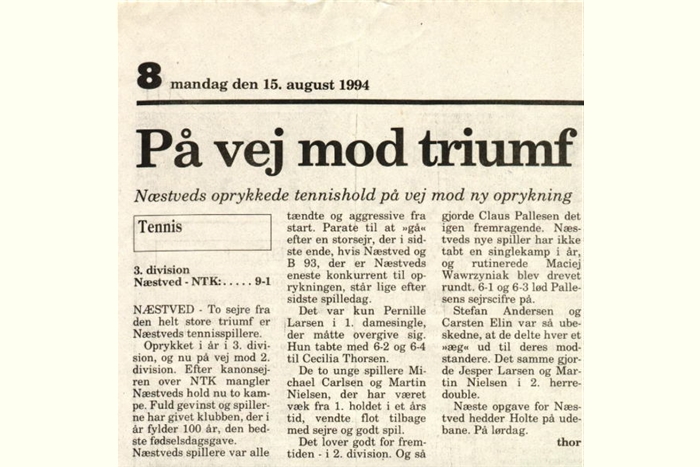 8 mandag den 15. august 1994
På vej mod triumf
Næstveds oprykkede tennishold på vej mod ny oprykning
Tennis
3. division
Næstved - NTK:..... 9-1
NÆSTVED - To sejre fra
den helt store triumf er
Næstveds tennisspillere.
Oprykket i år i 3. divi-
sion, og nu på vej mod 2.
division. Efter kanonsej-
ren over NTK mangler
Næstveds hold nu to kam-
pe. Fuld gevinst og spiller-
ne har givet klubben, der i
år fylder 100 år, den bed-
ste fødselsdagsgave.
Næstveds spillere var alle
tændte og aggressive fra
start. Parate til at »gå«
efter en storsejr, der i sid-
ste ende, hvis Næstved og
B 93, der er Næstveds
eneste konkurrent til op-
rykningen, står lige efter
sidste spilledag.
Det var kun Pernille
Larsen i 1. damesingle,
der måtte overgive sig.
Hun tabte med 6-2 og 6-4
til Cecilia Thorsen.
De to unge spillere Mi-
chael Carlsen og Martin
Nielsen, der har været
væk fra 1. holdet i et års
tid, vendte flot tilbage
med sejre og godt spil.
Det lover godt for frem-
tiden - i 2. division. Og så
gjorde Claus Pallesen det
igen fremragende. Næs-
tveds nye spiller har ikke
tabt en singlekamp i år,
og rutinerede Maciej
Wawrzyniak blev drevet
rundt. 6-1 og 6-3 lød Palle-
sens sejrscifre på.
Stefan Andersen og
Carsten Elin var så ube-
skedne, at de delte hver et
»æg« ud til deres mod-
standere. Det samme gjor-
de Jesper Larsen og Mar-
tin Nielsen i 2. herre-
double.
Næste opgave for Næs-
tved hedder Holte på ude-
bane. På lørdag.
thor